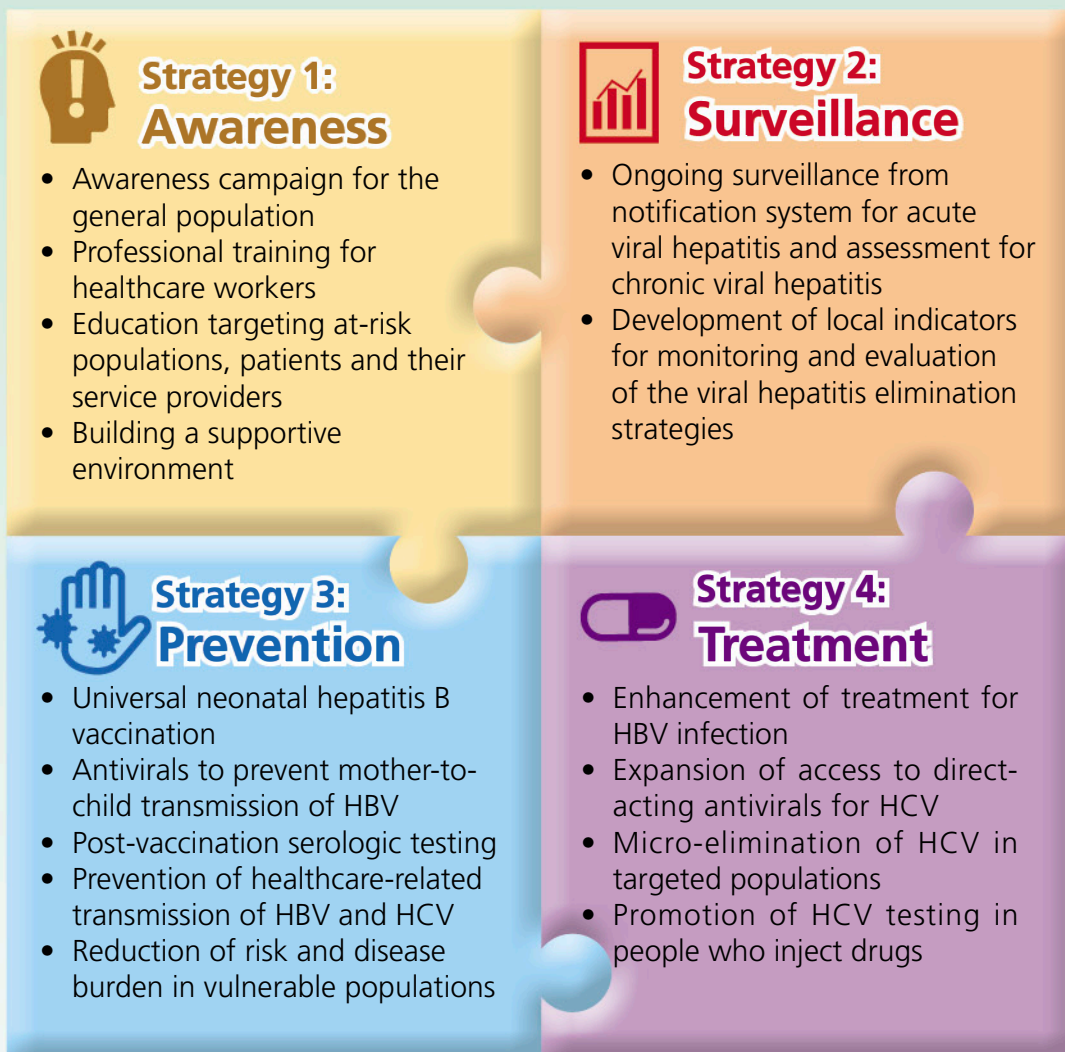 Strategy 1:
Awareness
• Awareness campaign for the
general population
• Professional training for
healthcare workers
• Education targeting at-risk
populations, patients and their
service providers
• Building a supportive
environment
Strategy 2:
Surveillance
• Ongoing surveillance from
notification system for acute
viral hepatitis and assessment for
chronic viral hepatitis
• Development of local indicators
for monitoring and evaluation
of the viral hepatitis elimination
strategies
Strategy 3:
Prevention
• Universal neonatal hepatitis B
vaccination
• Antivirals to prevent mother-to-
child transmission of HBV
• Post-vaccination serologic testing
• Prevention of healthcare-related
transmission of HBV and HCV
• Reduction of risk and disease
burden in vulnerable populations
Strategy 4:
Treatment
• Enhancement of treatment for
HBV infection
• Expansion of access to direct-
acting antivirals for HCV
• Micro-elimination of HCV in
targeted populations
• Promotion of HCV testing in
people who inject drugs